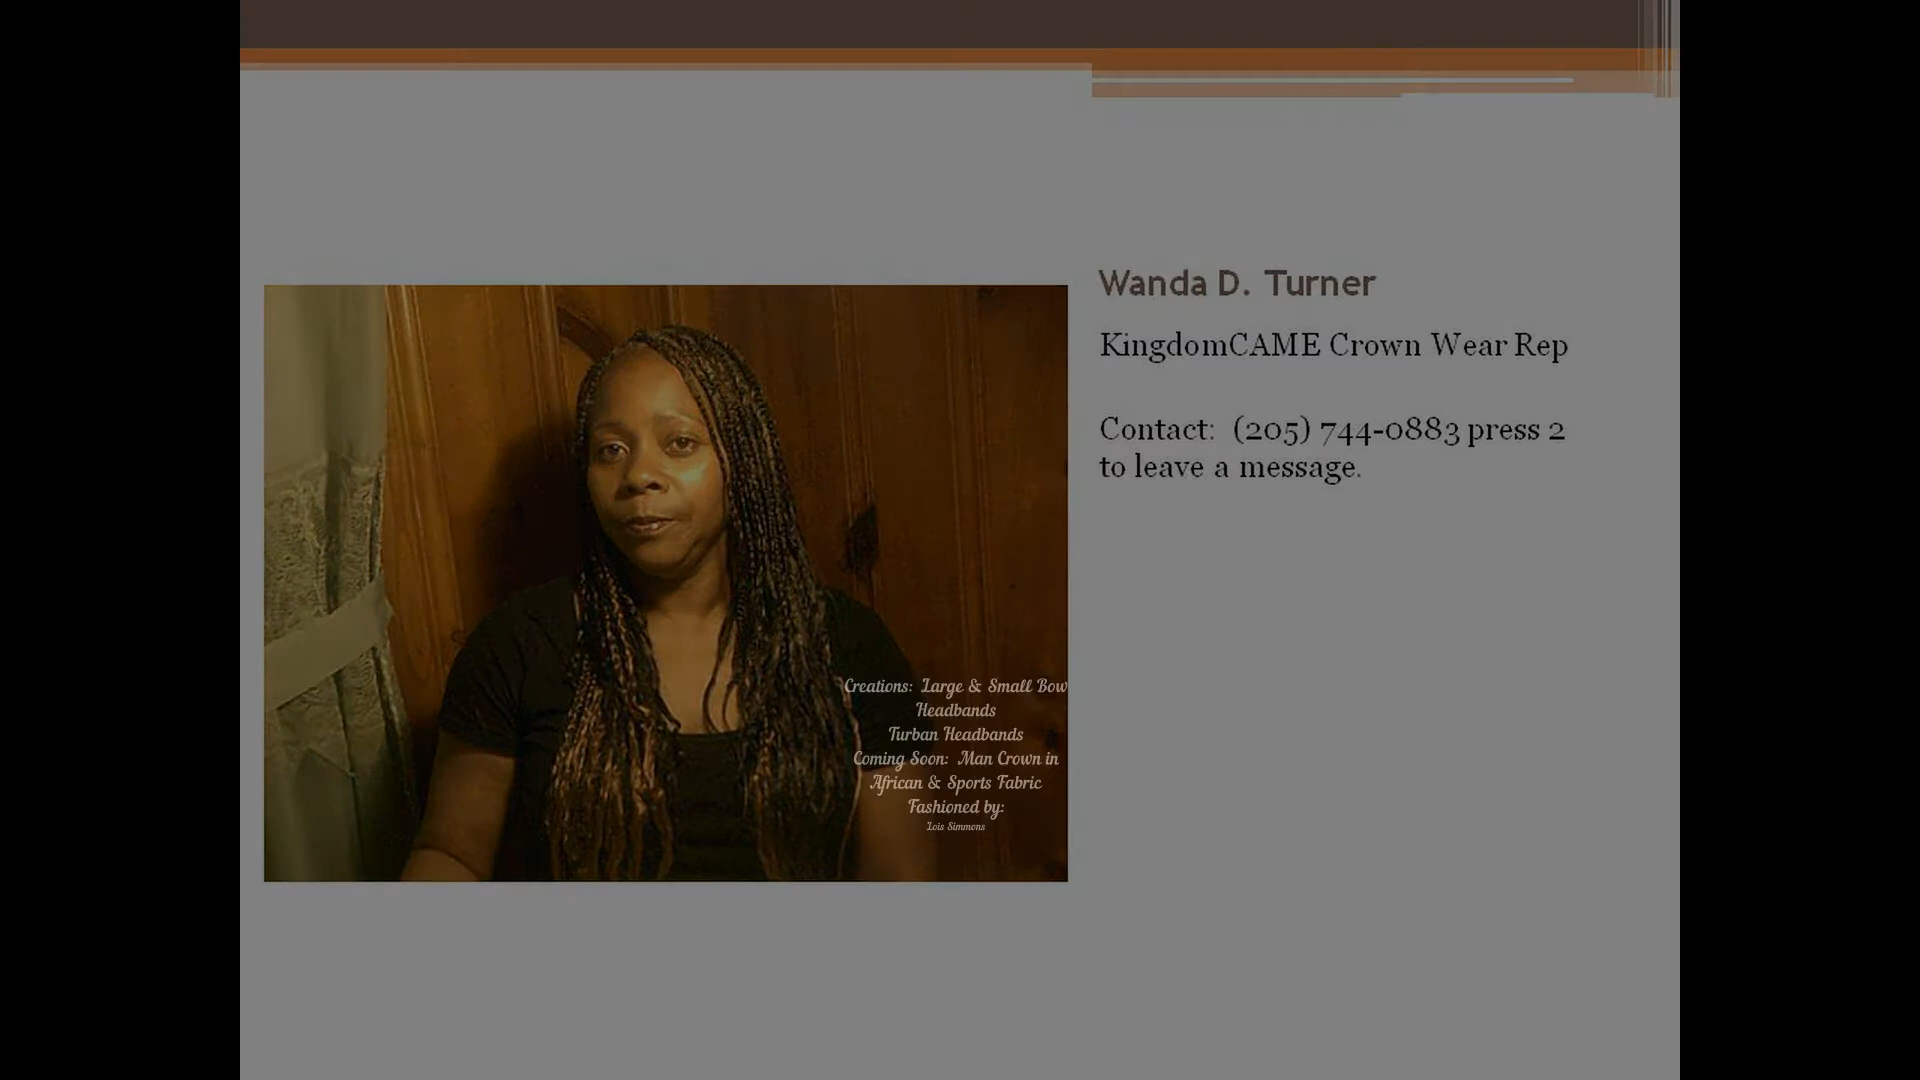 Wanda D. Turner
KingdomCAME Crown Wear Rep
Contact: (205) 744-0883 press 2
to leave a message.
Creations: Large & Small Bow
Headbands
Turban Headbands
Coming Soon: Man Crown in
African & Sports Fabric
Fashioned by:
Lois Simmons